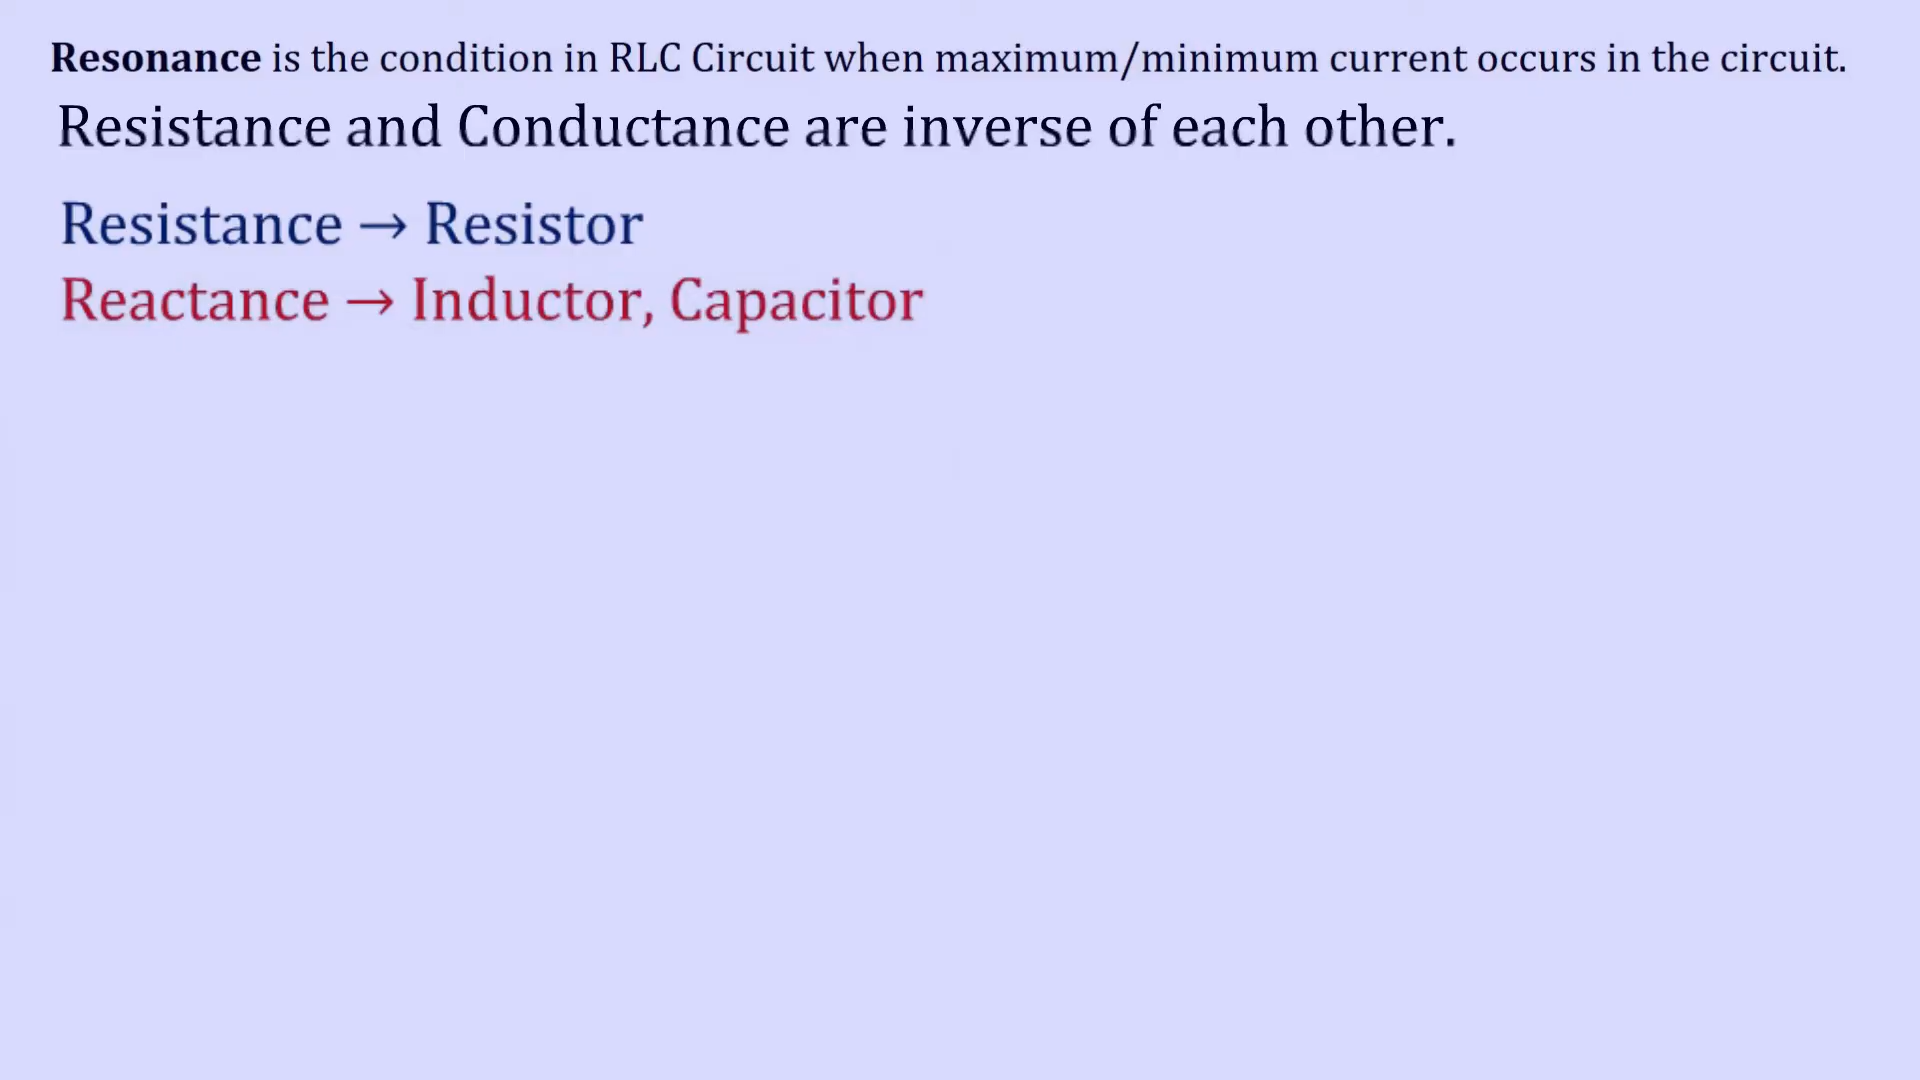 Resonance is the condition in RLC Circuit when maximum/minimum current occurs in the circuit.
Resistance and Conductance are inverse of each other.
Resistance → Resistor
Reactance → Inductor, Capacitor